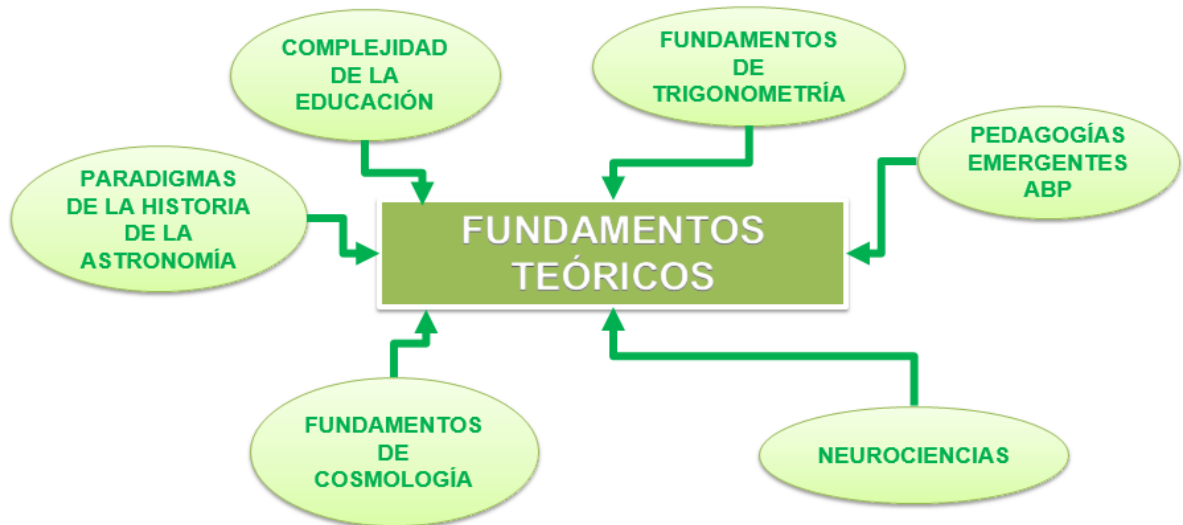 COMPLEJIDAD
DE LA
EDUCACIÓN
FUNDAMENTOS
DE
TRIGONOMETRÍA
PEDAGOGÍAS
EMERGENTES
ABP
PARADIGMAS
DE LA HISTORIA
DE LA
ASTRONOMÍA
FUNDAMENTOS
TEÓRICOS
FUNDAMENTOS
DE
COSMOLOGÍA
NEUROCIENCIAS